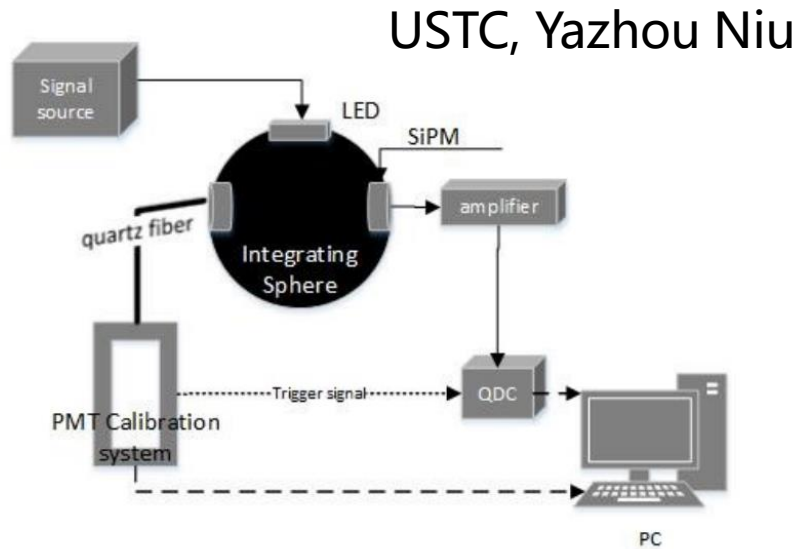 USTC, Yazhou Niu
Signal
source
LED
SiPM
amplifier
quartz fiber
Integrating
Sphere
Trigger signal
QDC
PMT Calibration
system
PC